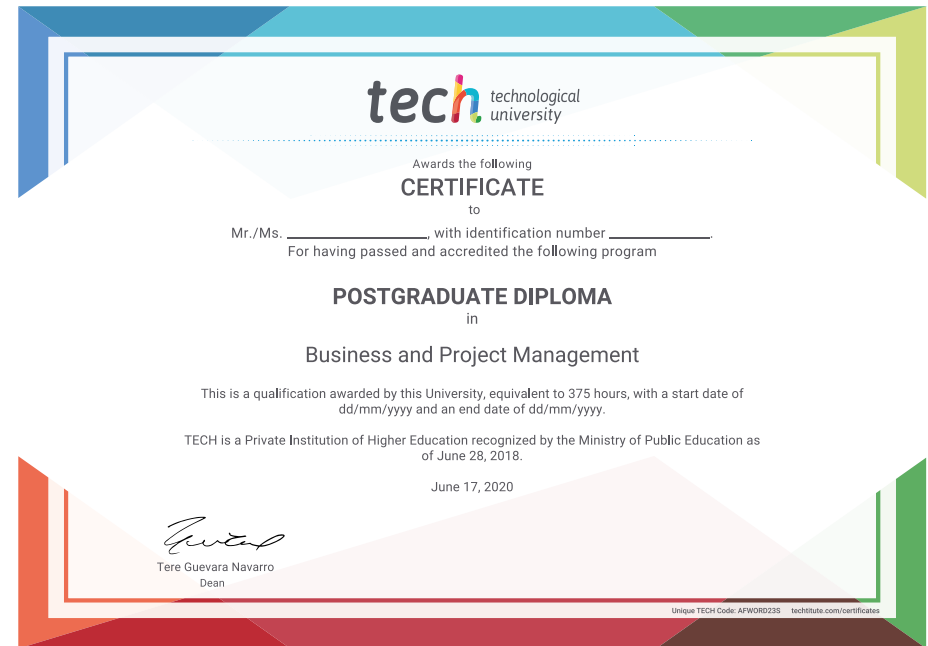 tech technological
university
Awards the following
CERTIFICATE
to
Mr./Ms. ____________________, with identification number ______________.
For having passed and accredited the following program
POSTGRADUATE DIPLOMA
in
Business and Project Management
This is a qualification awarded by this University, equivalent to 375 hours, with a start date of
dd/mm/yyyy and an end date of dd/mm/yyyy.
TECH is a Private Institution of Higher Education recognized by the Ministry of Public Education as
of June 28, 2018.
June 17, 2020
Tere Guevara Navarro
Dean
Unique TECH Code: AFWORD23S techtitute.com/certificates